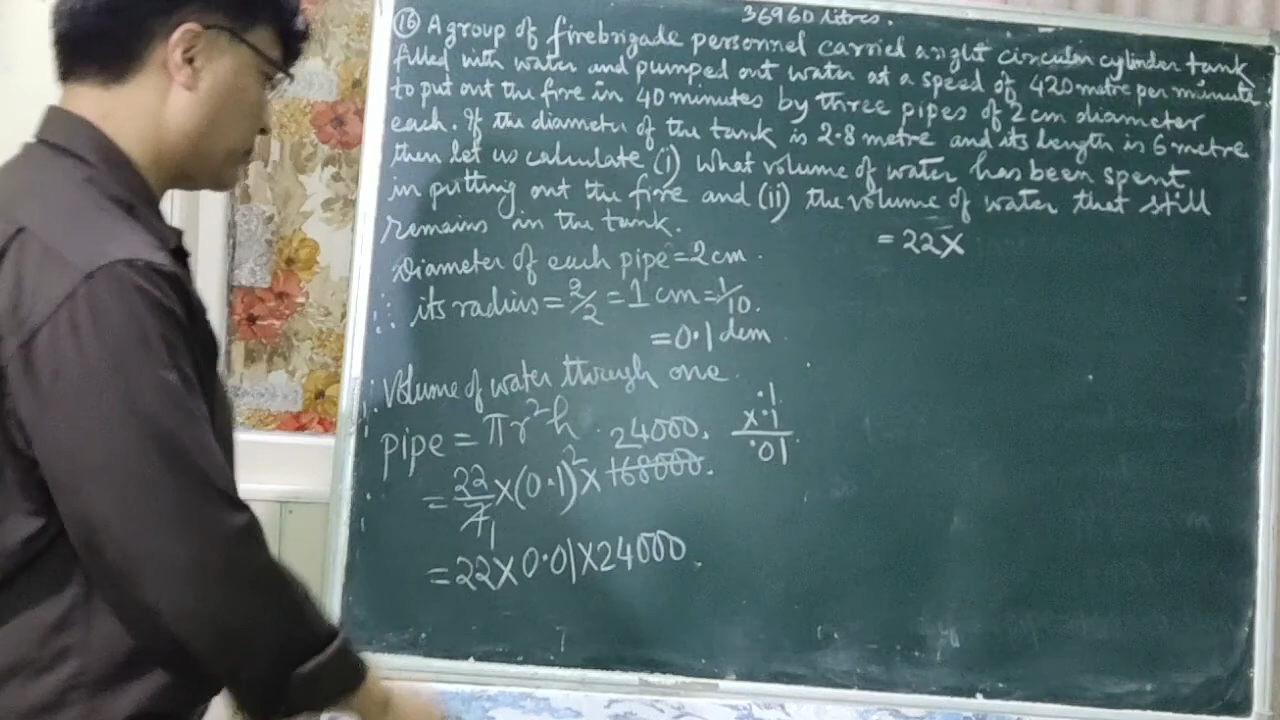 36960 litres.
(16) A group of firebrigade personnel carried a right circular cylinder tank
filled with water and pumped out water at a speed of 420 metre per minute
to put out the fire in 40 minutes by three pipes of 2 cm diameter
each. If the diameter of the tank is 2.8 metre and its length is 6 metre
then let us calculate (i) what volume of water has been spent
in putting out the fire and (ii) the volume of water that still
remains in the tank.
= 22 x
Diameter of each pipe = 2 cm.
∴ its radius = 2/2 = 1 cm = 1/10.
= 0.1 dcm
∴ Volume of water through one
pipe = πr²h.
24000.
= 22/7 x (0.1)² x 168000.
1
= 22 x 0.01 x 24000.
.1
x .1
.01